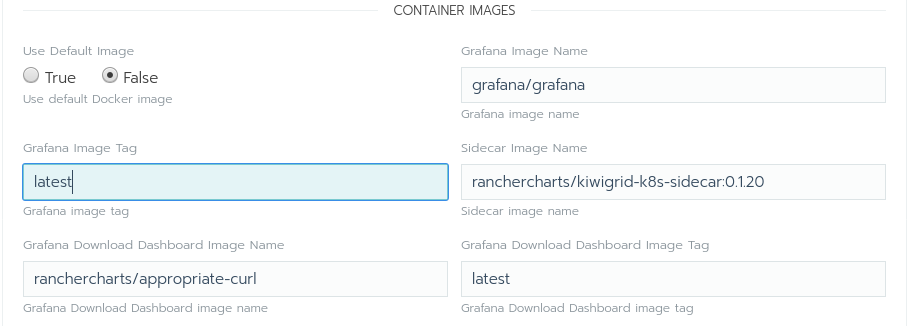 CONTAINER IMAGES
Use Default Image
True False
Use default Docker image
Grafana Image Name
grafana/grafana
Grafana image name
Grafana Image Tag
latest
Grafana image tag
Sidecar Image Name
ranchercharts/kiwigrid-k8s-sidecar:0.1.20
Sidecar image name
Grafana Download Dashboard Image Name
ranchercharts/appropriate-curl
Grafana Download Dashboard image name
Grafana Download Dashboard Image Tag
latest
Grafana Download Dashboard image tag